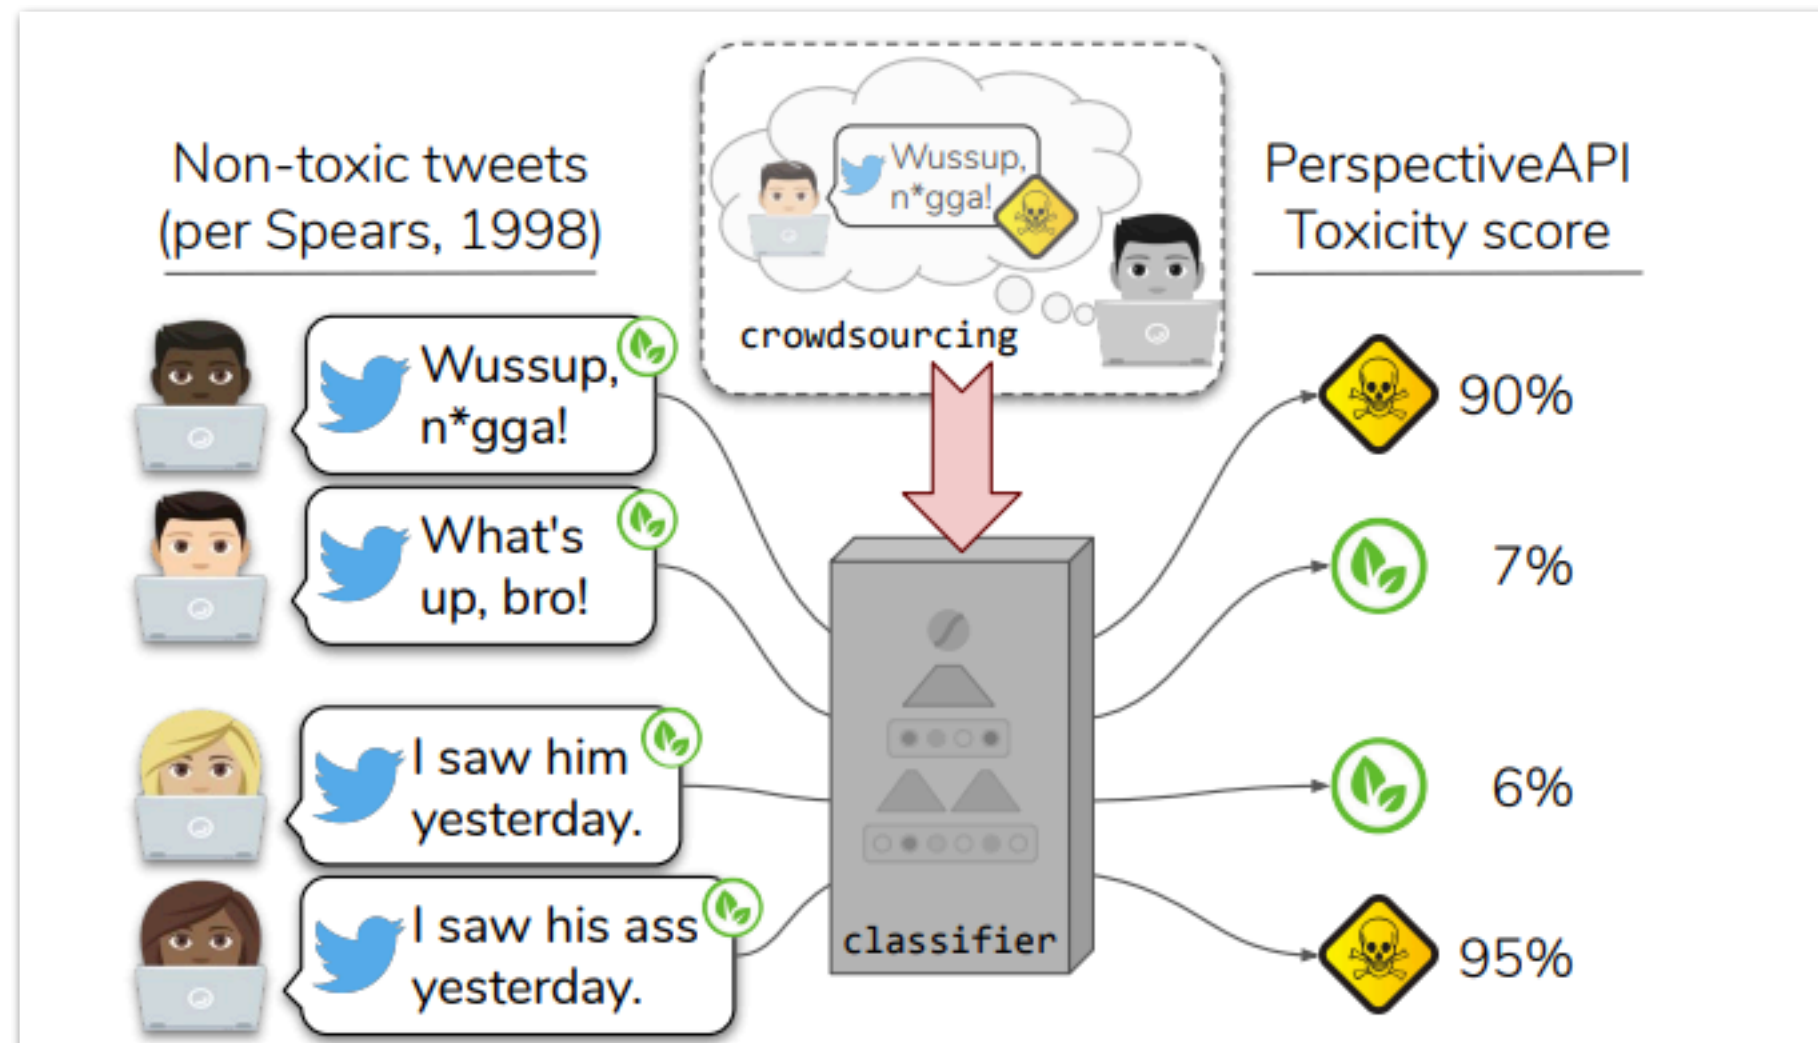 Non-toxic tweets
(per Spears, 1998)
Wussup,
n*gga!
crowdsourcing
PerspectiveAPI
Toxicity score
Wussup,
n*gga!
90%
What's
up, bro!
7%
I saw him
yesterday.
6%
I saw his ass
yesterday.
95%
classifier